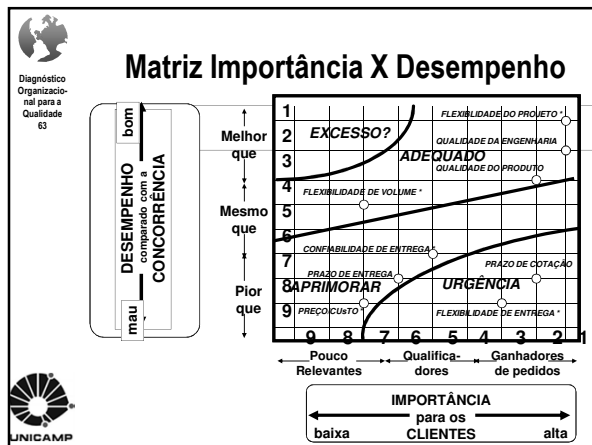 Diagnóstico
Organizacio-
nal para a
Qualidade
63
Matriz Importância X Desempenho
bom
DESEMPENHO
comparado com a
CONCORRÊNCIA
mau
Melhor
que
Mesmo
que
Pior
que
1
2
3
4
5
6
7
8
9
FLEXIBLIDADE DO PROJETO *
EXCESSO?
QUALIDADE DA ENGENHARIA
ADEQUADO
QUALIDADE DO PRODUTO
FLEXIBILIDADE DE VOLUME *
CONFIABILIDADE DE ENTREGA *
PRAZO DE COTAÇÃO
PRAZO DE ENTREGA
APRIMORAR
URGÊNCIA
PREÇO/CUsTO *
FLEXIBILIDADE DE ENTREGA *
9 8 7 6 5 4 3 2 1
Pouco
Relevantes
Qualifica-
dores
Ganhadores
de pedidos
IMPORTÂNCIA
para os
baixa CLIENTES alta
UNICAMP